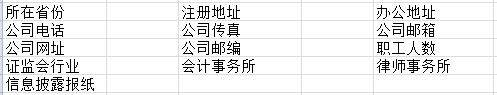 所在省份 注册地址 办公地址
公司电话 公司传真 公司邮箱
公司网址 公司邮编 职工人数
证监会行业 会计事务所 律师事务所
信息披露报纸